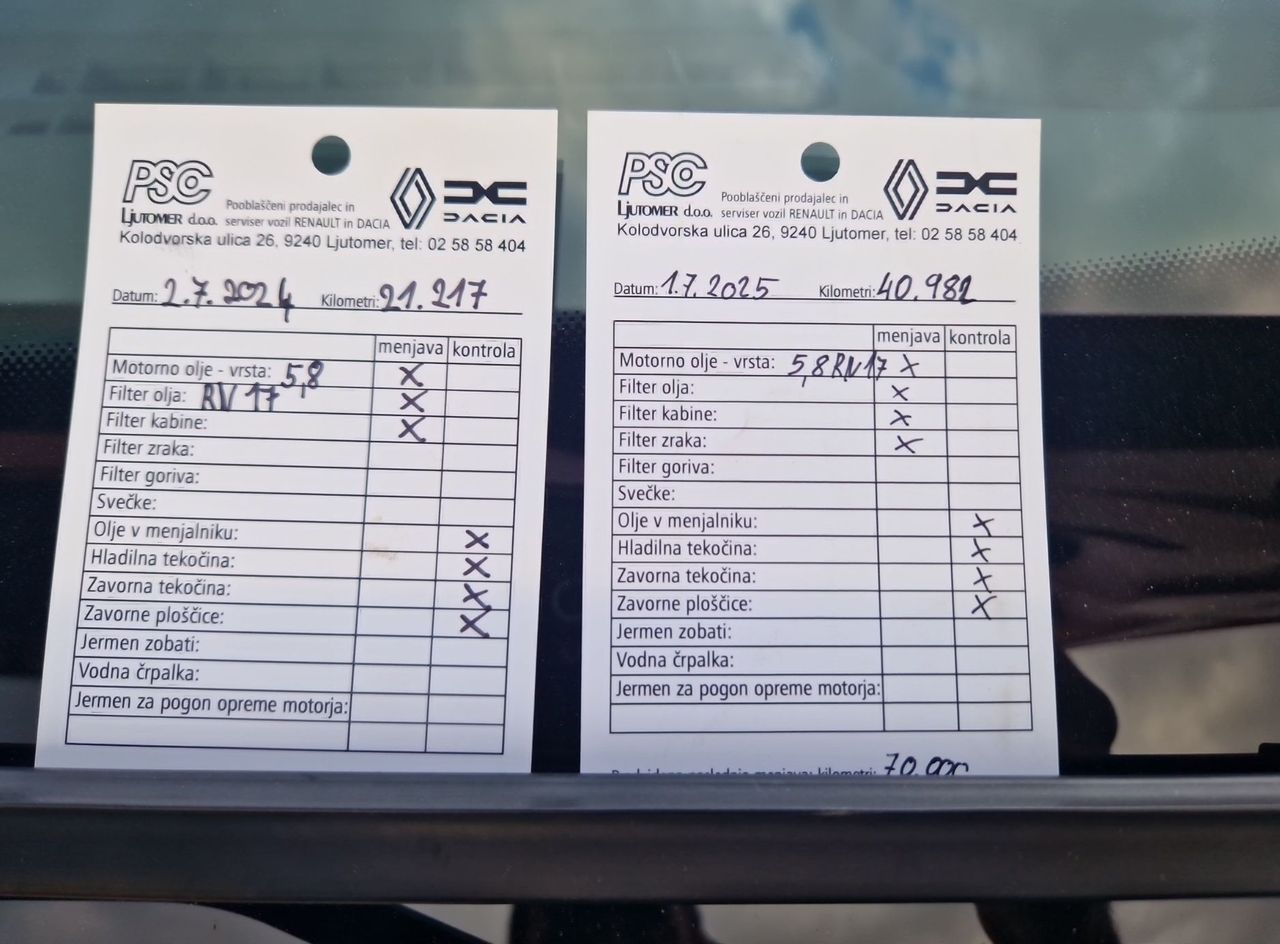 PSC
LJUTOMER d.o.o.
Pooblaščeni prodajalec in
serviser vozil RENAULT in DACIA
DACIA
Kolodvorska ulica 26, 9240 Ljutomer, tel: 02 58 58 404
Datum: 2.7.2024 Kilometri: 21.217
menjava kontrola
Motorno olje - vrsta: 5,8 X
Filter olja: RN 17 X
Filter kabine: X
Filter zraka:
Filter goriva:
Svečke:
Olje v menjalniku: X
Hladilna tekočina: X
Zavorna tekočina: X
Zavorne ploščice: X
Jermen zobati:
Vodna črpalka:
Jermen za pogon opreme motorja:
PSC
LJUTOMER d.o.o.
Pooblaščeni prodajalec in
serviser vozil RENAULT in DACIA
DACIA
Kolodvorska ulica 26, 9240 Ljutomer, tel: 02 58 58 404
Datum: 1.7.2025 Kilometri: 40.982
menjava kontrola
Motorno olje - vrsta: 5,8 RN 17 X
Filter olja: X
Filter kabine: X
Filter zraka: X
Filter goriva:
Svečke:
Olje v menjalniku: X
Hladilna tekočina: X
Zavorna tekočina: X
Zavorne ploščice: X
Jermen zobati:
Vodna črpalka:
Jermen za pogon opreme motorja:
kilometri: 70.000